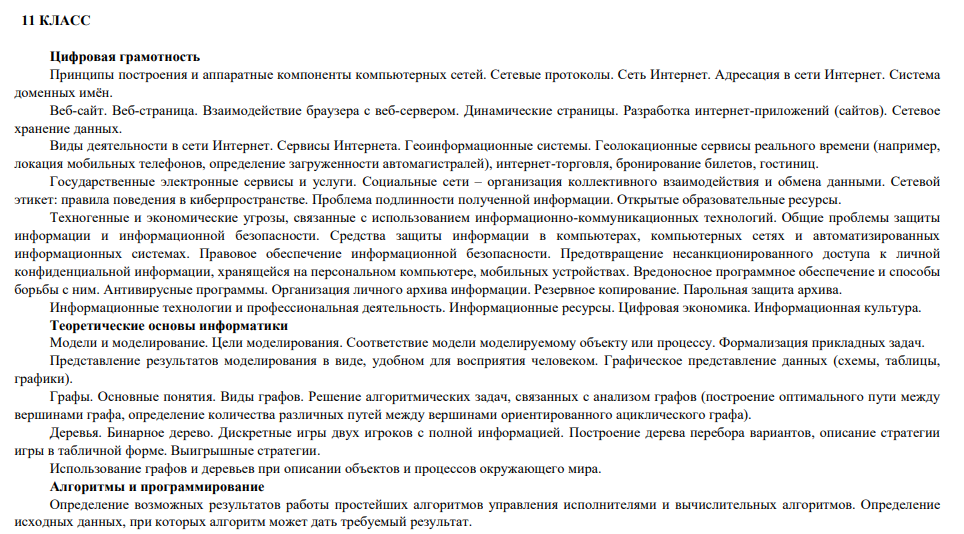 11 КЛАСС
Цифровая грамотность
Принципы построения и аппаратные компоненты компьютерных сетей. Сетевые протоколы. Сеть Интернет. Адресация в сети Интернет. Система
доменных имён.
Веб-сайт. Веб-страница. Взаимодействие браузера с веб-сервером. Динамические страницы. Разработка интернет-приложений (сайтов). Сетевое
хранение данных.
Виды деятельности в сети Интернет. Сервисы Интернета. Геоинформационные системы. Геолокационные сервисы реального времени (например,
локация мобильных телефонов, определение загруженности автомагистралей), интернет-торговля, бронирование билетов, гостиниц.
Государственные электронные сервисы и услуги. Социальные сети – организация коллективного взаимодействия и обмена данными. Сетевой
этикет: правила поведения в киберпространстве. Проблема подлинности полученной информации. Открытые образовательные ресурсы.
Техногенные и экономические угрозы, связанные с использованием информационно-коммуникационных технологий. Общие проблемы защиты
информации и информационной безопасности. Средства защиты информации в компьютерах, компьютерных сетях и автоматизированных
информационных системах. Правовое обеспечение информационной безопасности. Предотвращение несанкционированного доступа к личной
конфиденциальной информации, хранящейся на персональном компьютере, мобильных устройствах. Вредоносное программное обеспечение и способы
борьбы с ним. Антивирусные программы. Организация личного архива информации. Резервное копирование. Парольная защита архива.
Информационные технологии и профессиональная деятельность. Информационные ресурсы. Цифровая экономика. Информационная культура.
Теоретические основы информатики
Модели и моделирование. Цели моделирования. Соответствие модели моделируемому объекту или процессу. Формализация прикладных задач.
Представление результатов моделирования в виде, удобном для восприятия человеком. Графическое представление данных (схемы, таблицы,
графики).
Графы. Основные понятия. Виды графов. Решение алгоритмических задач, связанных с анализом графов (построение оптимального пути между
вершинами графа, определение количества различных путей между вершинами ориентированного ациклического графа).
Деревья. Бинарное дерево. Дискретные игры двух игроков с полной информацией. Построение дерева перебора вариантов, описание стратегии
игры в табличной форме. Выигрышные стратегии.
Использование графов и деревьев при описании объектов и процессов окружающего мира.
Алгоритмы и программирование
Определение возможных результатов работы простейших алгоритмов управления исполнителями и вычислительных алгоритмов. Определение
исходных данных, при которых алгоритм может дать требуемый результат.